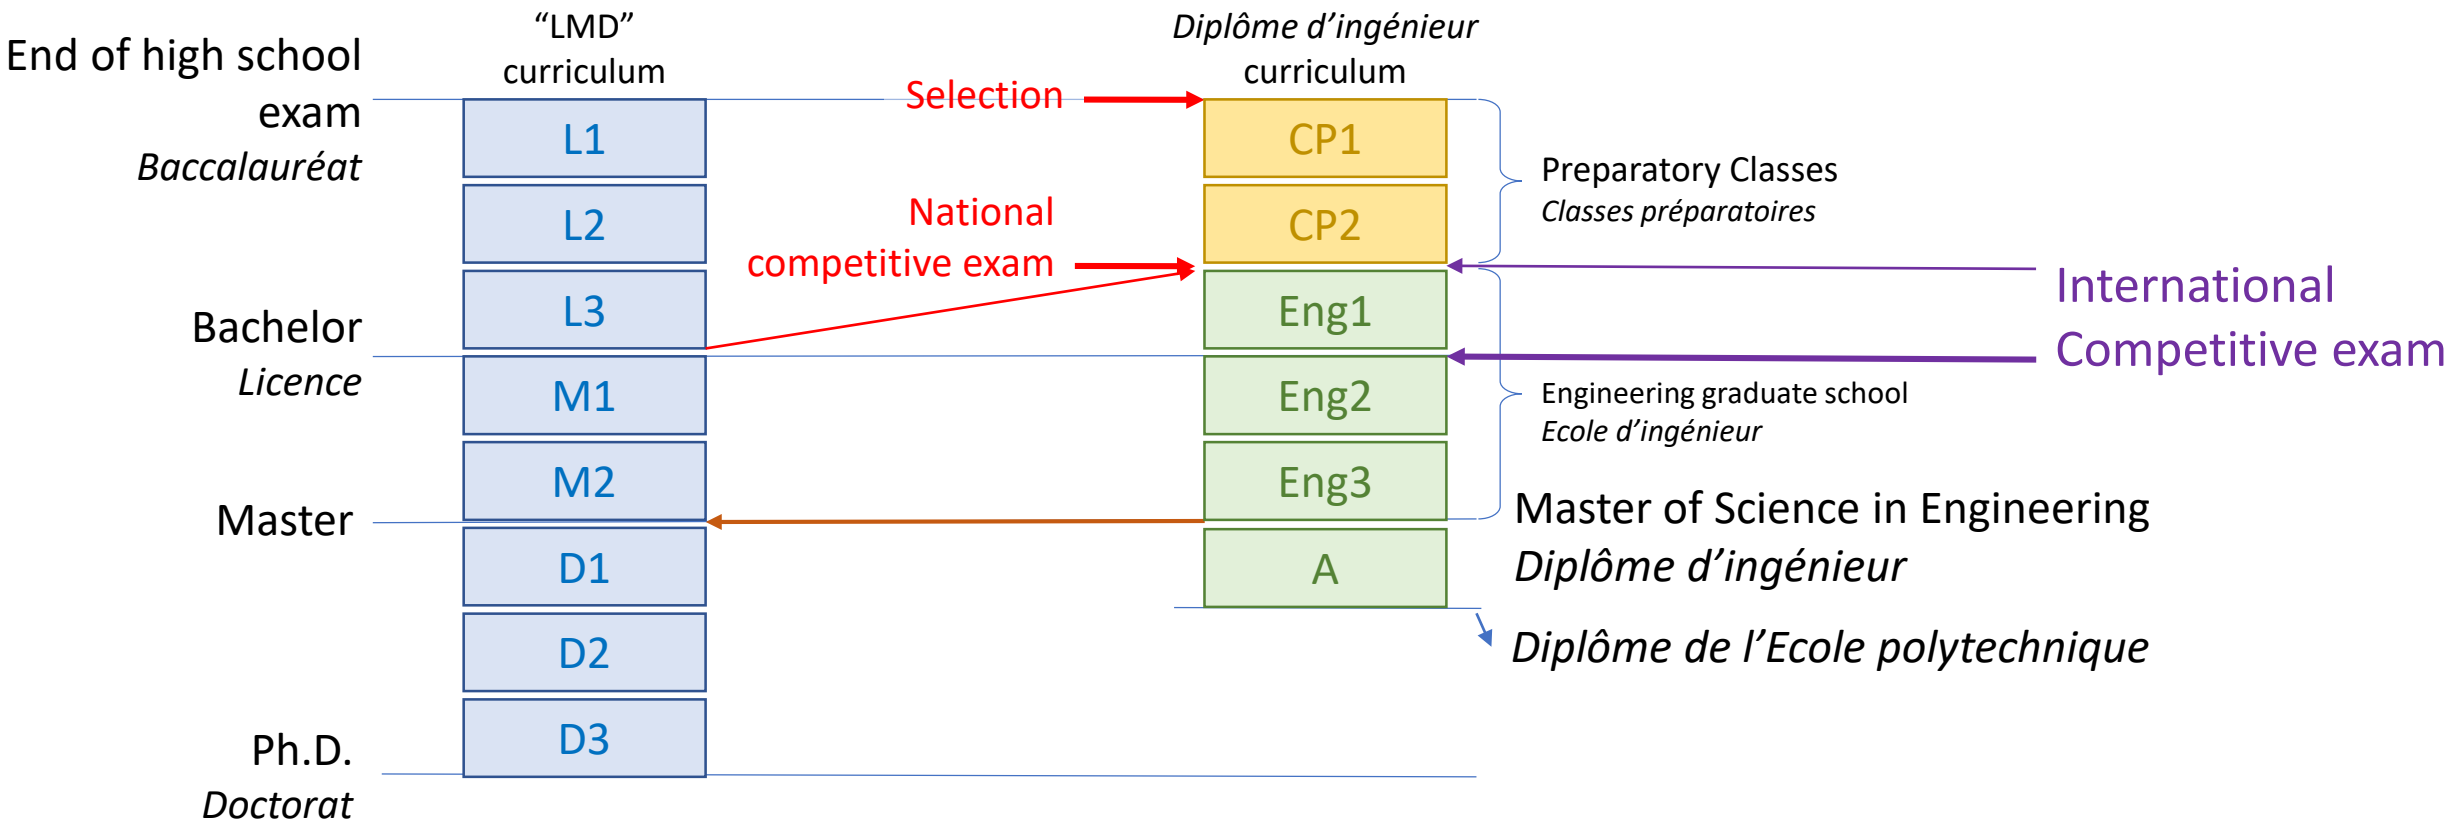 “LMD”
curriculum
Diplôme d’ingénieur
curriculum
End of high school
exam
Baccalauréat
Selection
L1
CP1
Preparatory Classes
Classes préparatoires
L2
National
competitive exam
CP2
L3
Eng1
International
Competitive exam
Bachelor
Licence
M1
Eng2
Engineering graduate school
Ecole d’ingénieur
M2
Eng3
Master
Master of Science in Engineering
Diplôme d’ingénieur
D1
A
D2
Diplôme de l’Ecole polytechnique
D3
Ph.D.
Doctorat